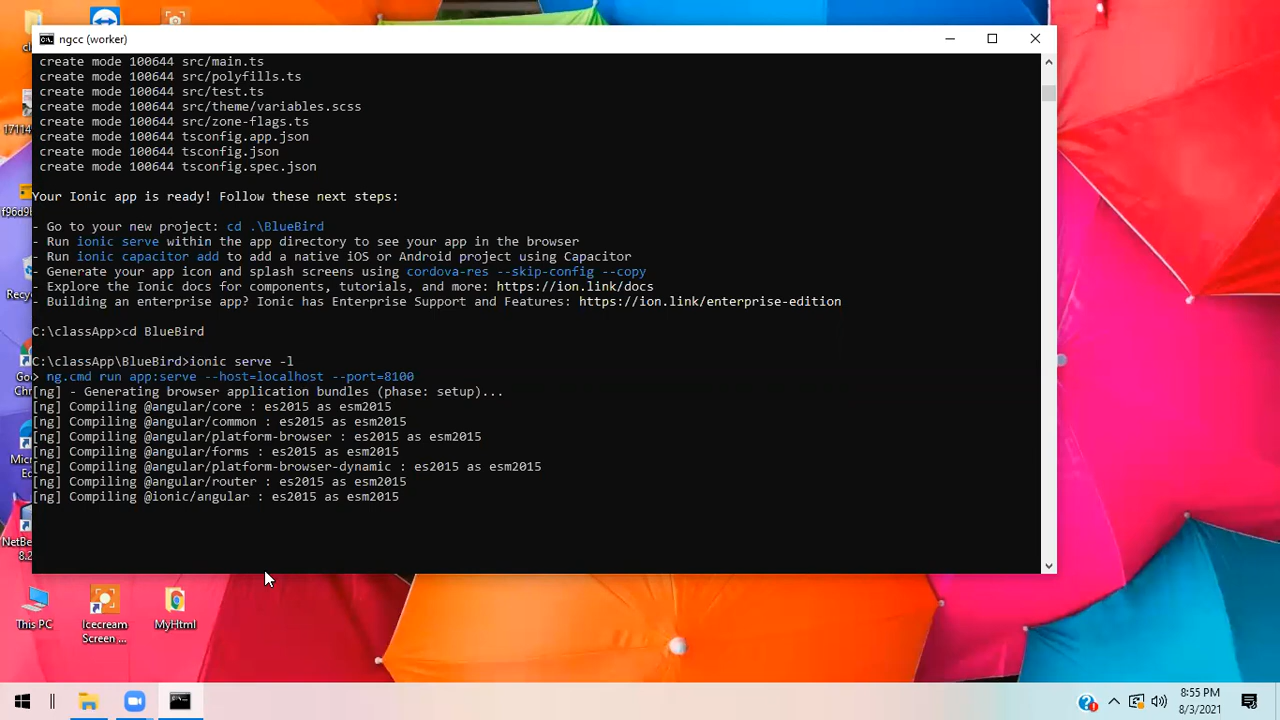 ngcc (worker)
create mode 100644 src/main.ts
create mode 100644 src/polyfills.ts
create mode 100644 src/test.ts
create mode 100644 src/theme/variables.scss
create mode 100644 src/zone-flags.ts
create mode 100644 tsconfig.app.json
create mode 100644 tsconfig.json
create mode 100644 tsconfig.spec.json
Your Ionic app is ready! Follow these next steps:
- Go to your new project: cd .\BlueBird
- Run ionic serve within the app directory to see your app in the browser
- Run ionic capacitor add to add a native iOS or Android project using Capacitor
- Generate your app icon and splash screens using cordova-res --skip-config --copy
- Explore the Ionic docs for components, tutorials, and more: https://ion.link/docs
- Building an enterprise app? Ionic has Enterprise Support and Features: https://ion.link/enterprise-edition
C:\classApp>cd BlueBird
C:\classApp\BlueBird>ionic serve -l
> ng.cmd run app:serve --host=localhost --port=8100
[ng] - Generating browser application bundles (phase: setup)...
[ng] Compiling @angular/core : es2015 as esm2015
[ng] Compiling @angular/common : es2015 as esm2015
[ng] Compiling @angular/platform-browser : es2015 as esm2015
[ng] Compiling @angular/forms : es2015 as esm2015
[ng] Compiling @angular/platform-browser-dynamic : es2015 as esm2015
[ng] Compiling @angular/router : es2015 as esm2015
[ng] Compiling @ionic/angular : es2015 as esm2015
This PC
Icecream
Screen ...
MyHtml
8:55 PM
8/3/2021